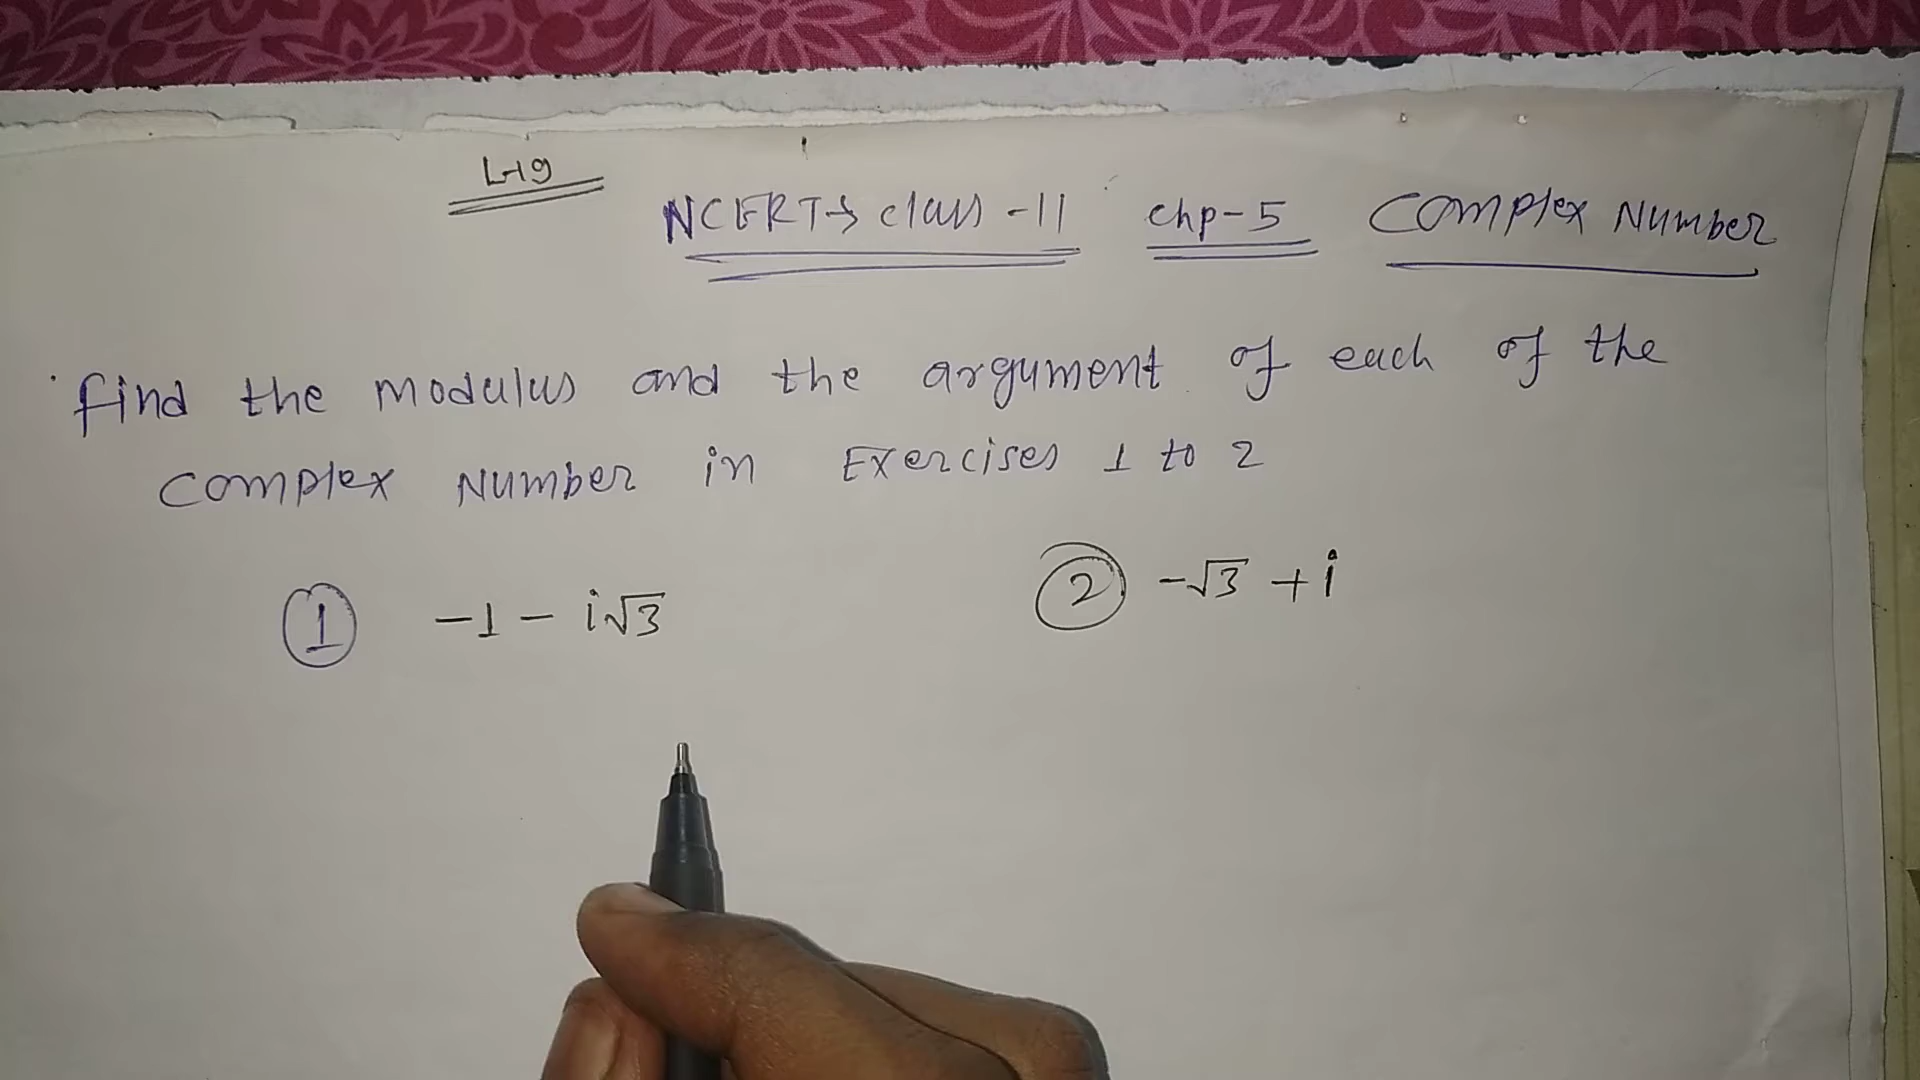 L-19
NCERT→ class -11 chp-5 Complex Number
find the modulus and the argument of each of the
complex Number in Exercises 1 to 2
① -1 - i√3 ② -√3 + i